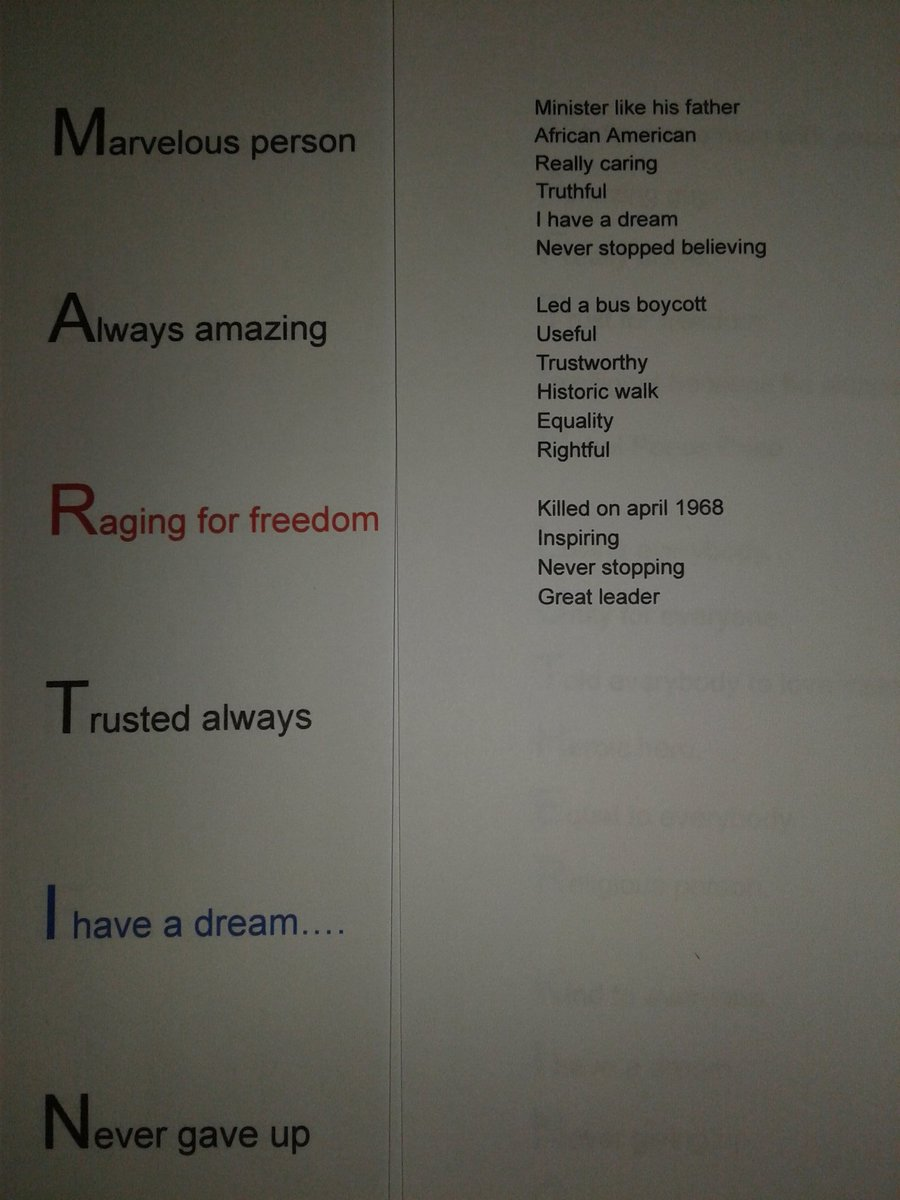 Marvelous person
Always amazing
Raging for freedom
Trusted always
I have a dream....
Never gave up
Minister like his father
African American
Really caring
Truthful
I have a dream
Never stopped believing
Led a bus boycott
Useful
Trustworthy
Historic walk
Equality
Rightful
Killed on april 1968
Inspiring
Never stopping
Great leader